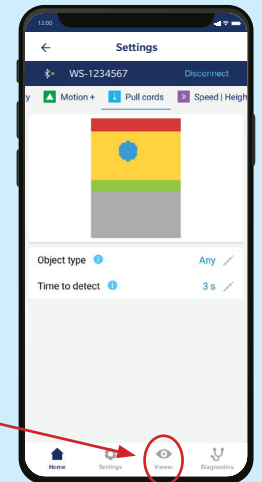 12:00
Settings
WS-1234567 Disconnect
y Motion + Pull cords Speed | Heigh
Object type Any
Time to detect 3 s
Home Settings Viewer Diagnostics